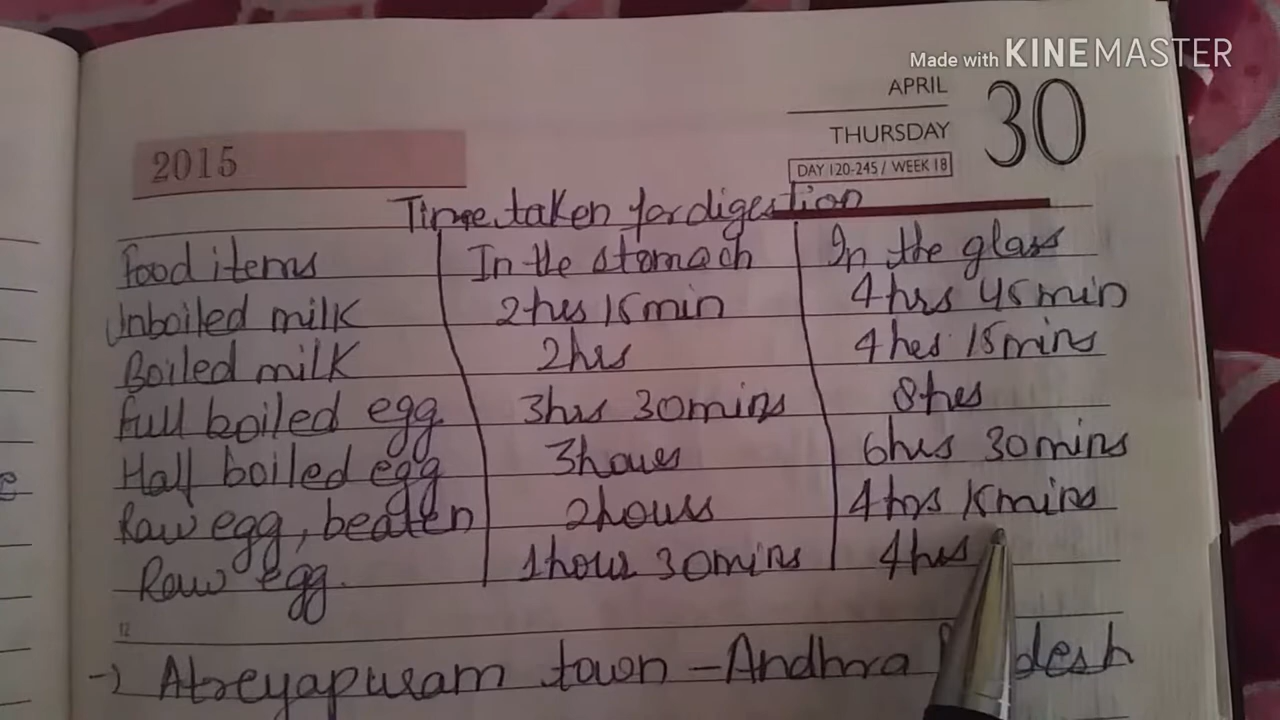 Made with KINEMASTER
APRIL 30
THURSDAY
2015
DAY 120-245 / WEEK 18
Time taken for digestion
Food items In the stomach In the glass
Unboiled milk 2hrs 15min 4hrs 45min
Boiled milk 2hrs 4hrs 15mins
Full boiled egg 3hrs 30mins 8hrs
Half boiled egg 3hours 6hrs 30mins
Raw egg, beaten 2hours 4hrs 15mins
Raw egg. 1hour 30mins 4hrs
12
→ Atreyapuram town - Andhra desh